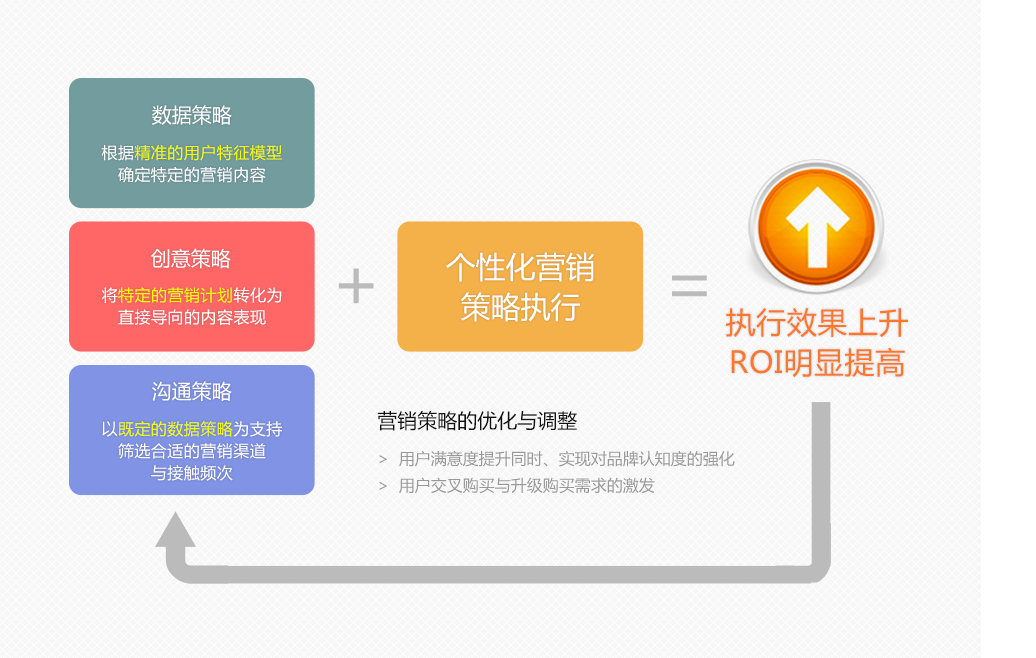 数据策略
根据精准的用户特征模型
确定特定的营销内容
创意策略
将特定的营销计划转化为
直接导向的内容表现
沟通策略
以既定的数据策略为支持
筛选合适的营销渠道
与接触频次
+
个性化营销
策略执行
=
执行效果上升
ROI明显提高
营销策略的优化与调整
> 用户满意度提升同时、实现对品牌认知度的强化
> 用户交叉购买与升级购买需求的激发